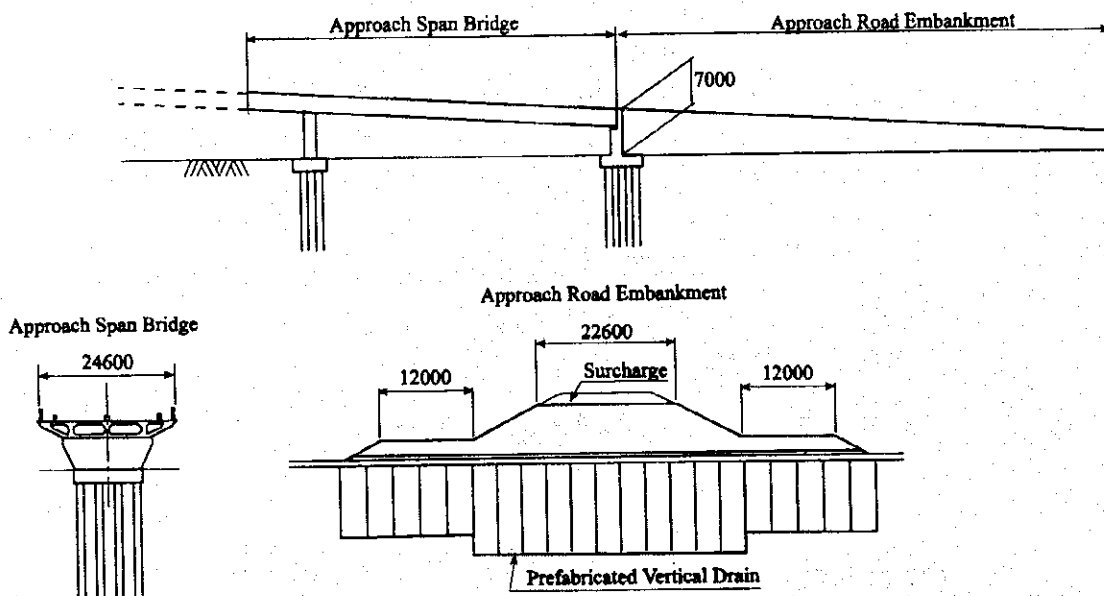 Approach Span Bridge
Approach Road Embankment
7000
Approach Road Embankment
Approach Span Bridge
22600
24600
Surcharge
12000
12000
Prefabricated Vertical Drain